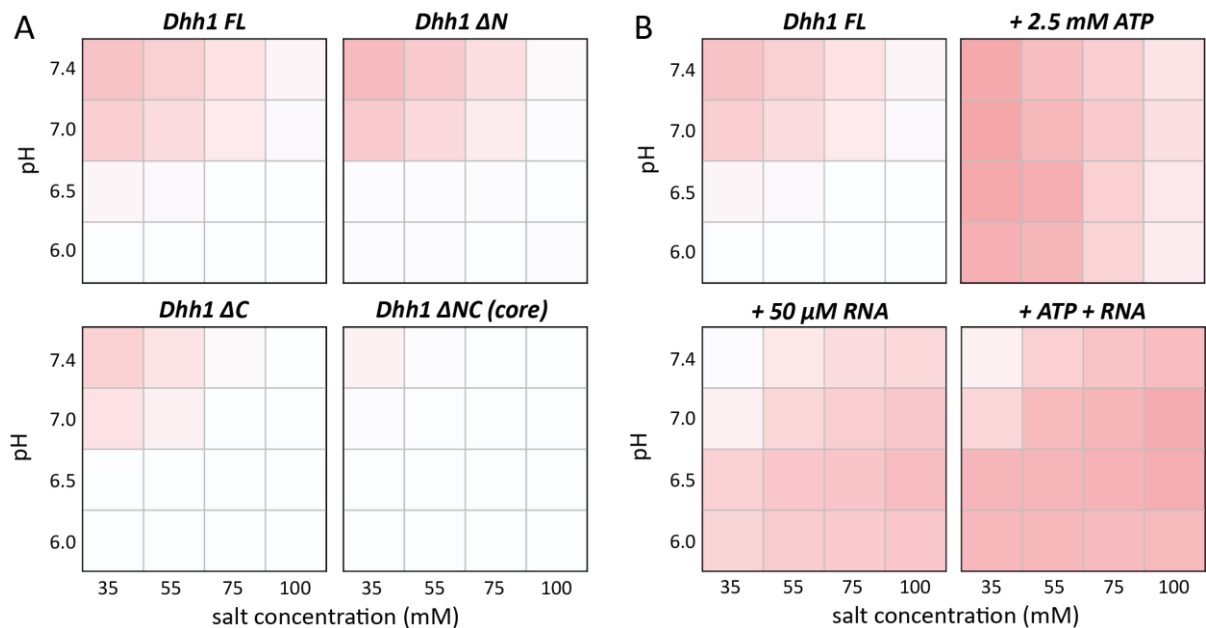 A
Dhh1 FL
Dhh1 ΔN
7.4
7.0
6.5
6.0
pH
Dhh1 ΔC
Dhh1 ΔNC (core)
7.4
7.0
6.5
6.0
pH
35 55 75 100 35 55 75 100
salt concentration (mM)
B
Dhh1 FL
+ 2.5 mM ATP
7.4
7.0
6.5
6.0
pH
+ 50 μM RNA
+ ATP + RNA
7.4
7.0
6.5
6.0
pH
35 55 75 100 35 55 75 100
salt concentration (mM)